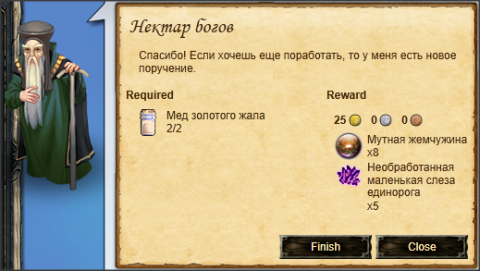 Нектар богов
Спасибо! Если хочешь еще поработать, то у меня есть новое
поручение.
Required
Reward
Мед золотого жала
2/2
25 0 0
Мутная жемчужина
x8
Необработанная
маленькая слеза
единорога
x5
Finish Close